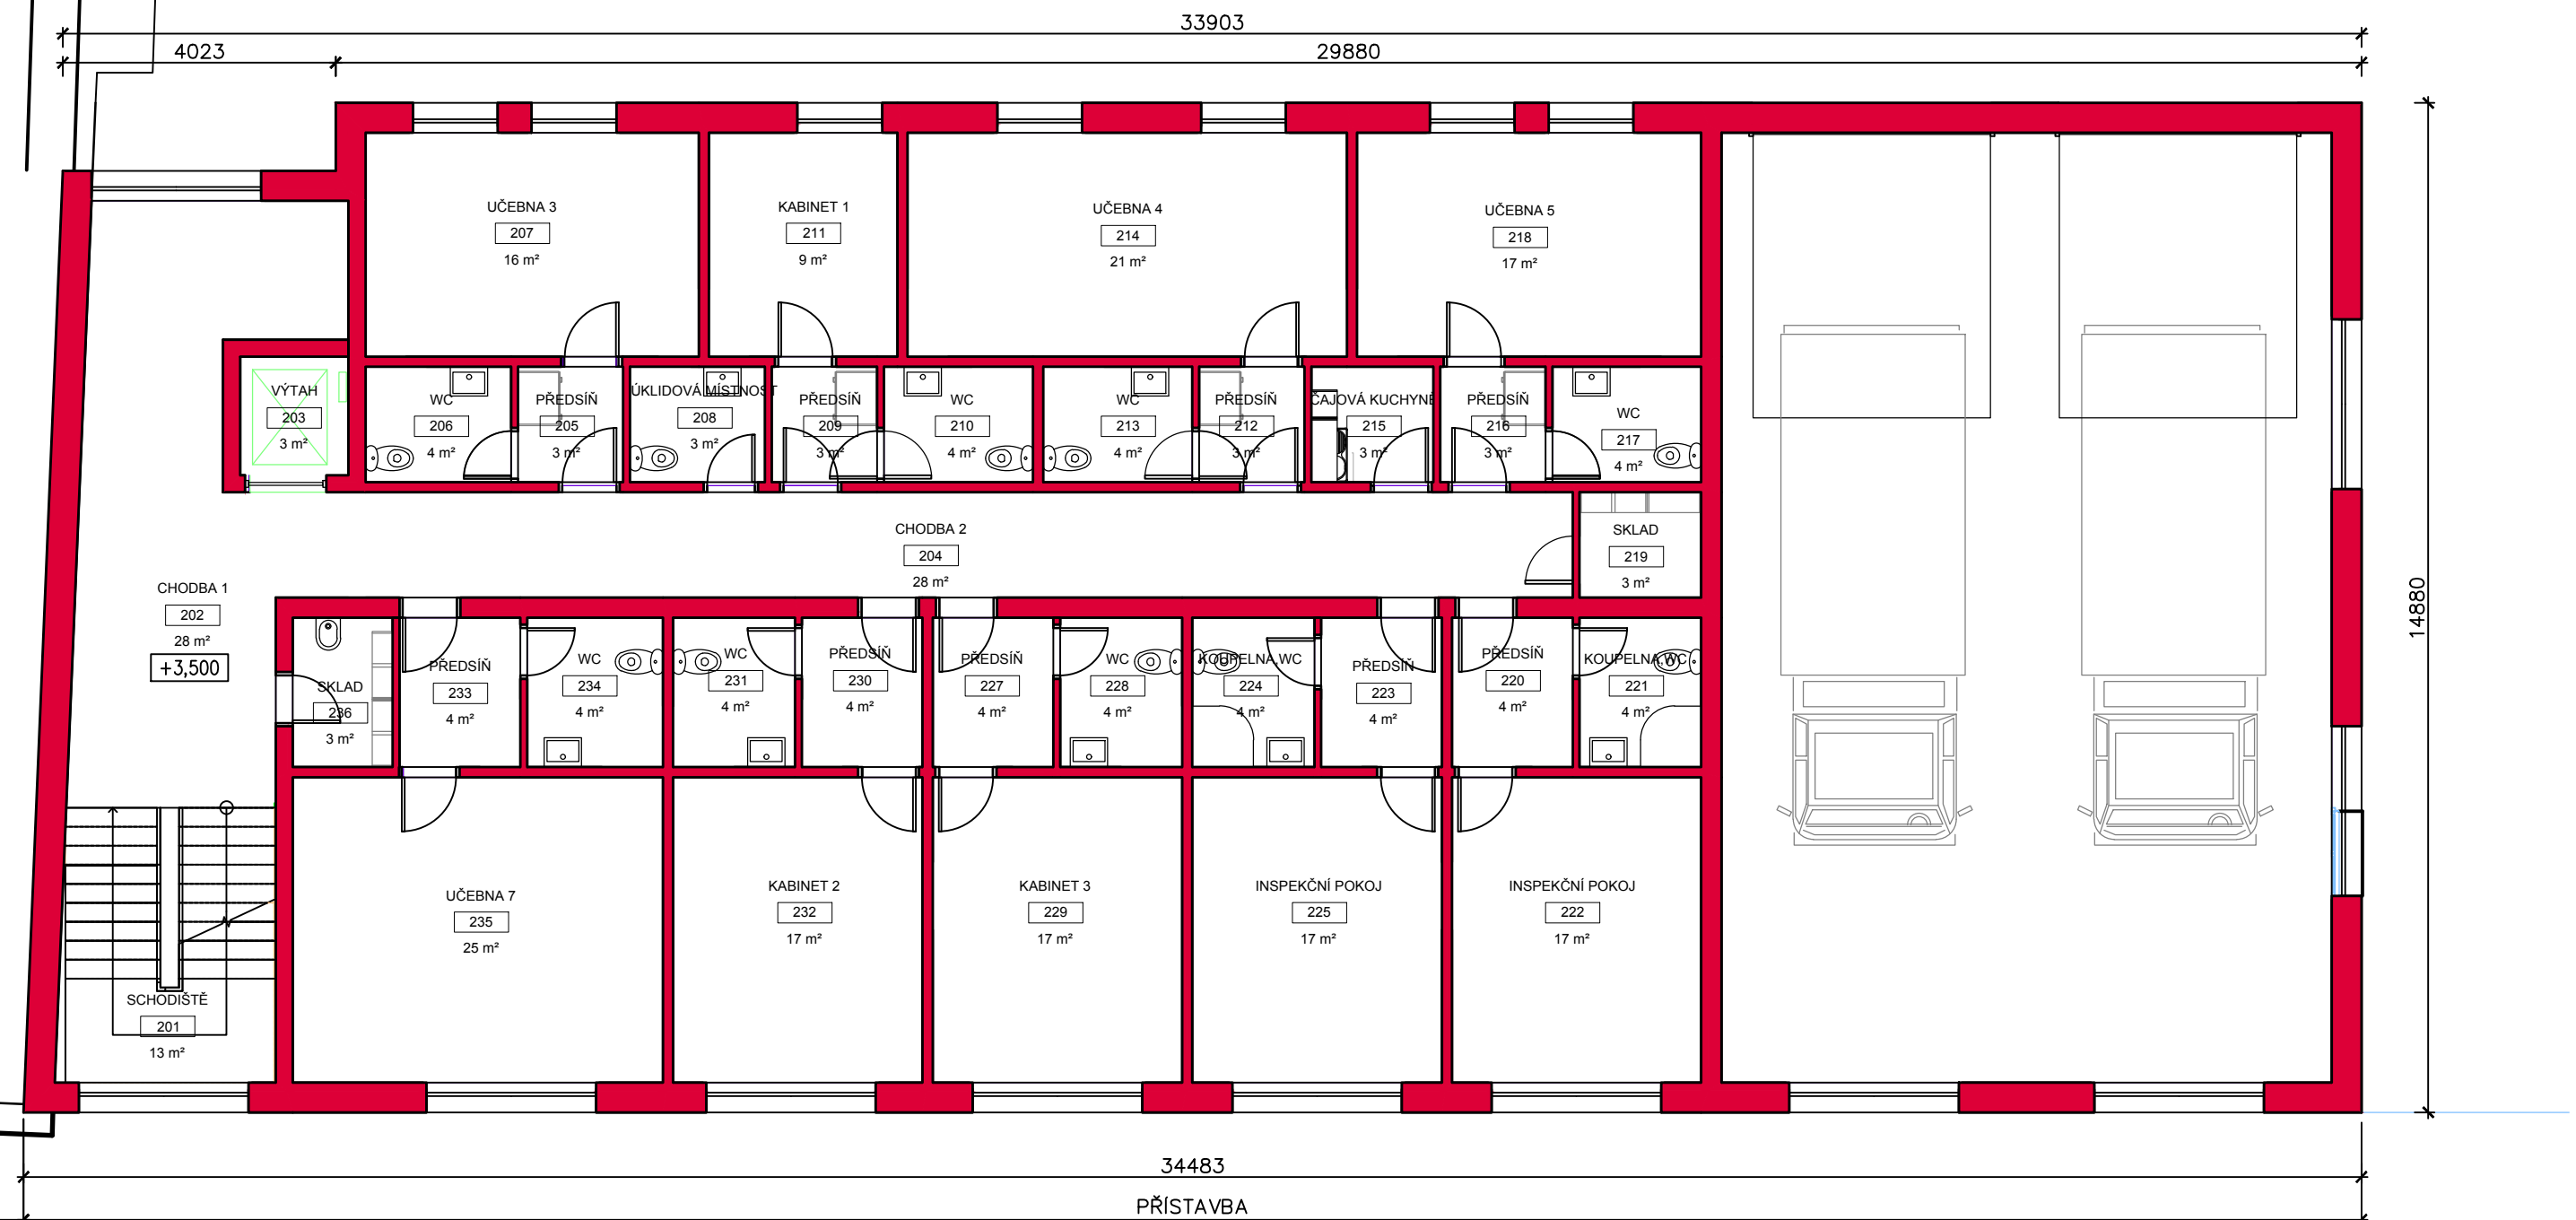 33903
4023
29880
UČEBNA 3
207
16 m²
KABINET 1
211
9 m²
UČEBNA 4
214
21 m²
UČEBNA 5
218
17 m²
VÝTAH
203
3 m²
WC
206
4 m²
PŘEDSÍŇ
205
3 m²
ÚKLIDOVÁ MÍSTNOST
208
3 m²
PŘEDSÍŇ
209
3 m²
WC
210
4 m²
WC
213
4 m²
PŘEDSÍŇ
212
3 m²
ČAJOVÁ KUCHYNĚ
215
3 m²
PŘEDSÍŇ
216
3 m²
WC
217
4 m²
CHODBA 2
204
28 m²
SKLAD
219
3 m²
CHODBA 1
202
28 m²
+3,500
14880
SKLAD
236
3 m²
PŘEDSÍŇ
233
4 m²
WC
234
4 m²
WC
231
4 m²
PŘEDSÍŇ
230
4 m²
PŘEDSÍŇ
227
4 m²
WC
228
4 m²
KOUPELNA,WC
224
4 m²
PŘEDSÍŇ
223
4 m²
PŘEDSÍŇ
220
4 m²
KOUPELNA,WC
221
4 m²
UČEBNA 7
235
25 m²
KABINET 2
232
17 m²
KABINET 3
229
17 m²
INSPEKČNÍ POKOJ
225
17 m²
INSPEKČNÍ POKOJ
222
17 m²
SCHODIŠTĚ
201
13 m²
34483
PŘÍSTAVBA